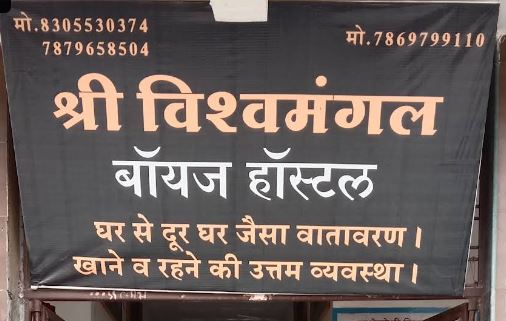 मो.8305530374 मो.7869799110
7879658504
श्री विश्वमंगल
बॉयज हॉस्टल
घर से दूर घर जैसा वातावरण।
खाने व रहने की उत्तम व्यवस्था।